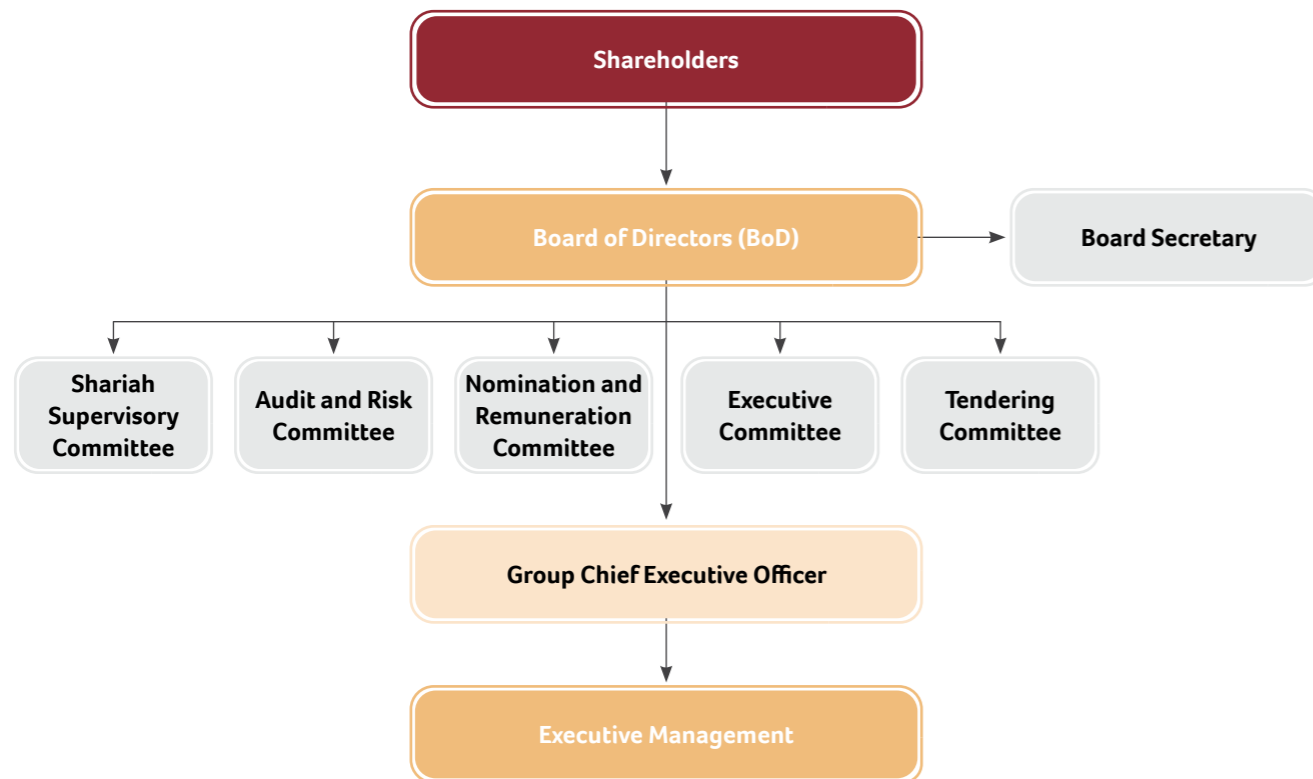 Shareholders
Board of Directors (BoD)
Board Secretary
Shariah
Supervisory
Committee
Audit and Risk
Committee
Nomination and
Remuneration
Committee
Executive
Committee
Tendering
Committee
Group Chief Executive Officer
Executive Management